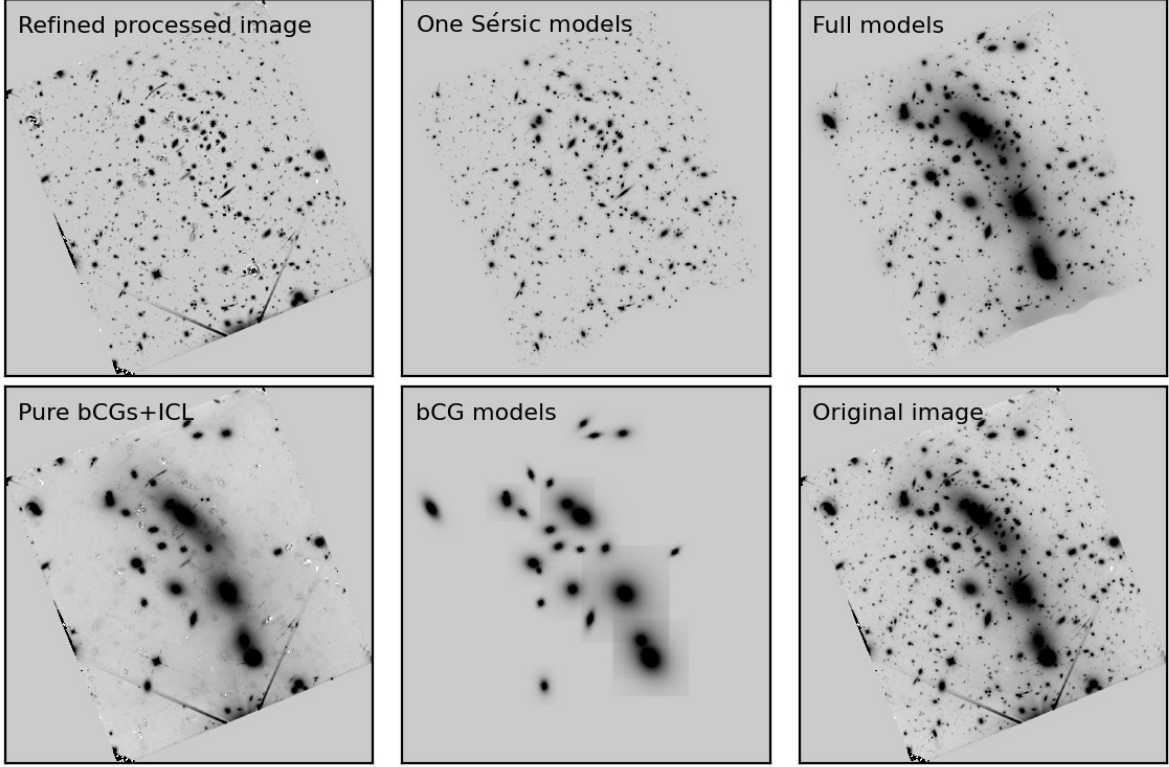 Refined processed image
One Sérsic models
Full models
Pure bCGs+ICL
bCG models
Original image